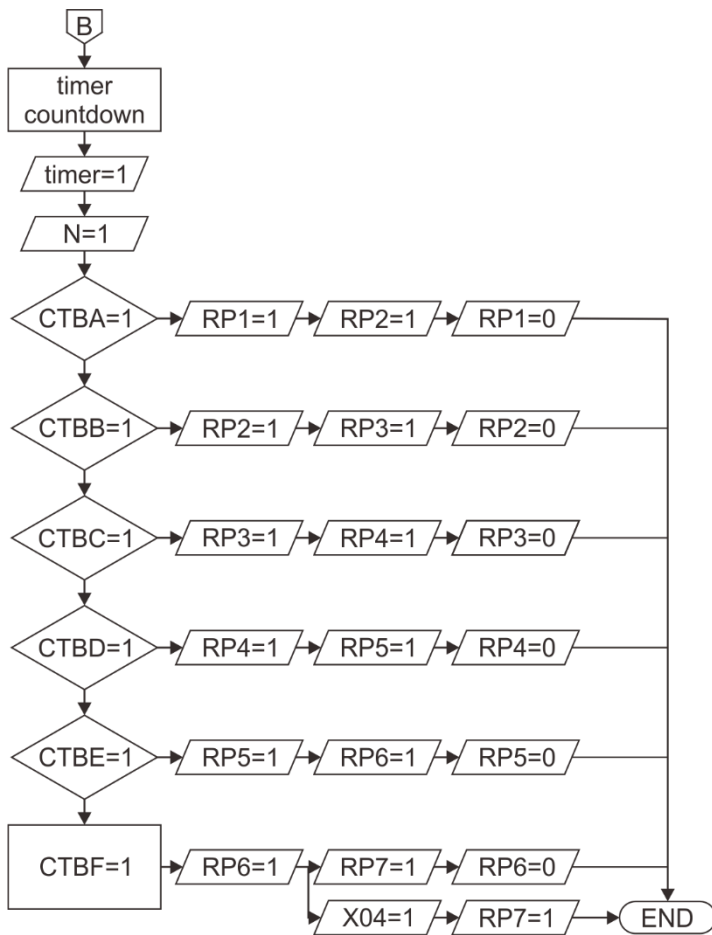 B
timer
countdown
timer=1
N=1
CTBA=1 RP1=1 RP2=1 RP1=0
CTBB=1 RP2=1 RP3=1 RP2=0
CTBC=1 RP3=1 RP4=1 RP3=0
CTBD=1 RP4=1 RP5=1 RP4=0
CTBE=1 RP5=1 RP6=1 RP5=0
CTBF=1 RP6=1 RP7=1 RP6=0
X04=1 RP7=1 END